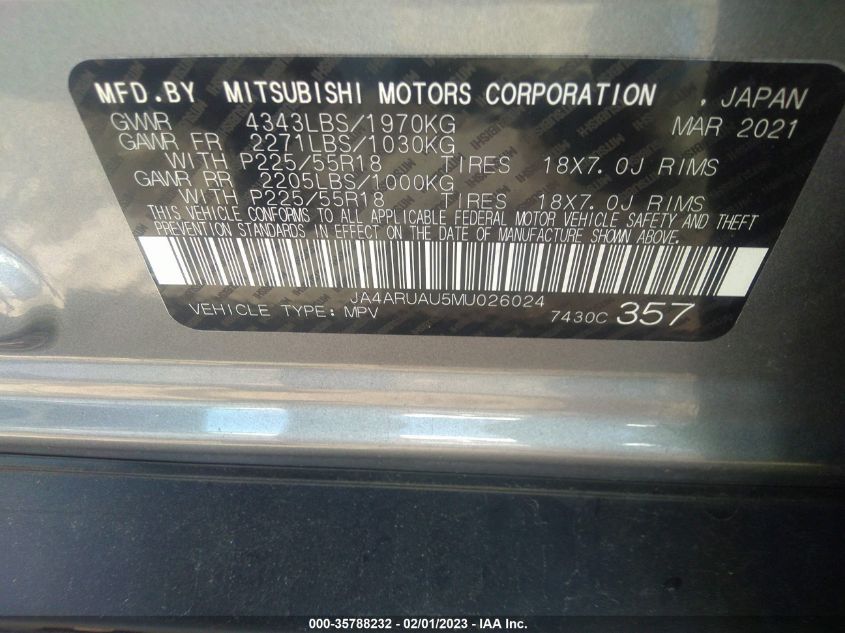 MFD.BY MITSUBISHI MOTORS CORPORATION , JAPAN
GVWR 4343LBS/1970KG MAR 2021
GAWR FR 2271LBS/1030KG
WITH P225/55R18 TIRES 18X7.0J RIMS
GAWR RR 2205LBS/1000KG
WITH P225/55R18 TIRES 18X7.0J RIMS
THIS VEHICLE CONFORMS TO ALL APPLICABLE FEDERAL MOTOR VEHICLE SAFETY AND THEFT
PREVENTION STANDARDS IN EFFECT ON THE DATE OF MANUFACTURE SHOWN ABOVE.
JA4ARUAU5MU026024
VEHICLE TYPE: MPV 7430C 357
000-35788232 - 02/01/2023 - IAA Inc.